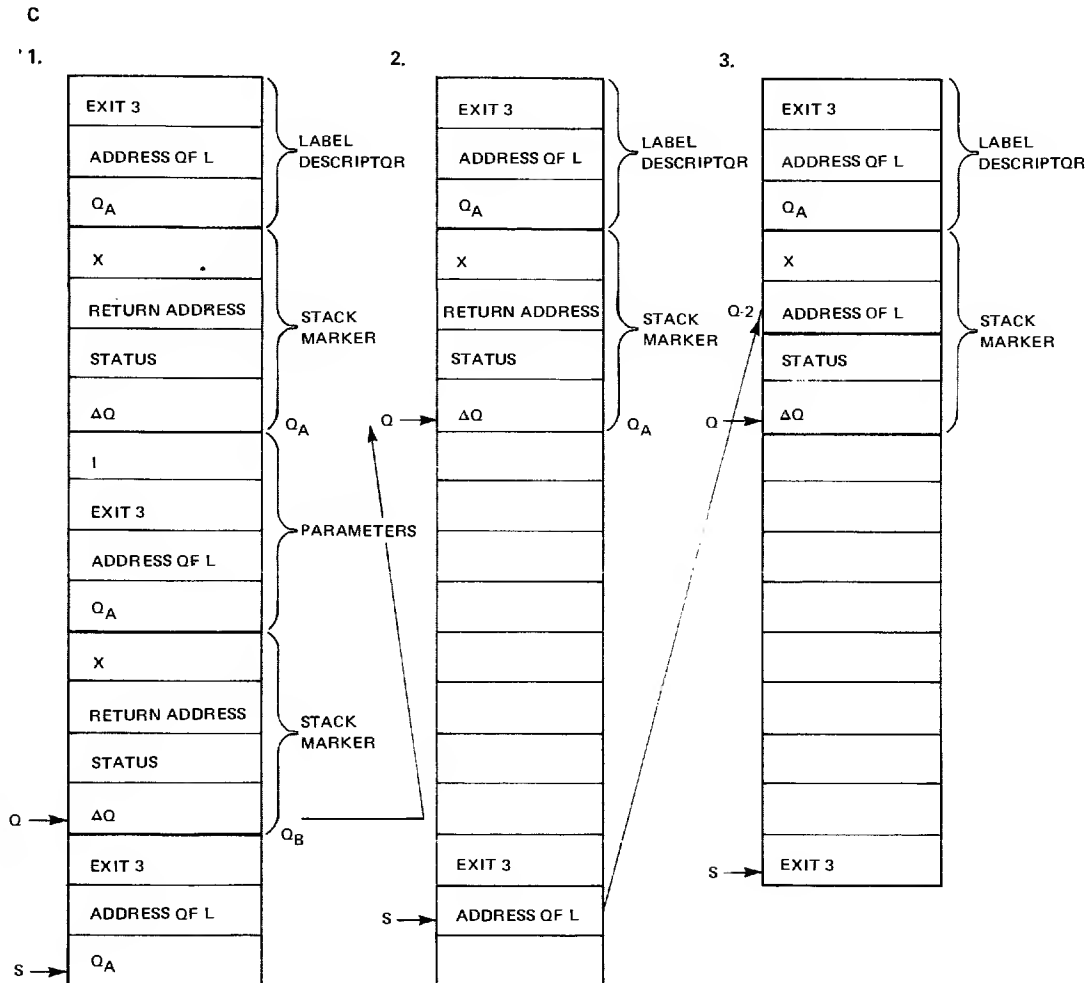 C
'1.
EXIT 3
ADDRESS OF L
QA
LABEL
DESCRIPTOR
X
RETURN ADDRESS
STATUS
ΔQ
STACK
MARKER
QA
I
EXIT 3
ADDRESS OF L
QA
PARAMETERS
X
RETURN ADDRESS
STATUS
Q
ΔQ
STACK
MARKER
QB
EXIT 3
ADDRESS OF L
S
QA
2.
EXIT 3
ADDRESS OF L
QA
LABEL
DESCRIPTOR
X
RETURN ADDRESS
STATUS
Q
ΔQ
STACK
MARKER
QA
EXIT 3
S
ADDRESS OF L
3.
EXIT 3
ADDRESS OF L
QA
LABEL
DESCRIPTOR
X
Q-2
ADDRESS OF L
STATUS
Q
ΔQ
STACK
MARKER
S
EXIT 3